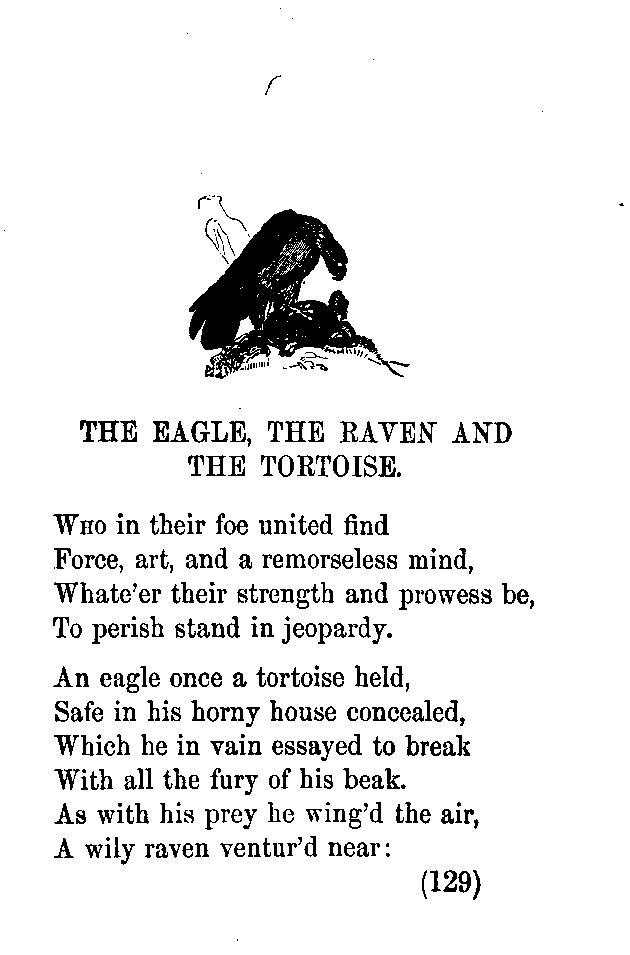 THE EAGLE, THE RAVEN AND
THE TORTOISE.
WHO in their foe united find
Force, art, and a remorseless mind,
Whate'er their strength and prowess be,
To perish stand in jeopardy.
An eagle once a tortoise held,
Safe in his horny house concealed,
Which he in vain essayed to break
With all the fury of his beak.
As with his prey he wing'd the air,
A wily raven ventur'd near:
(129)